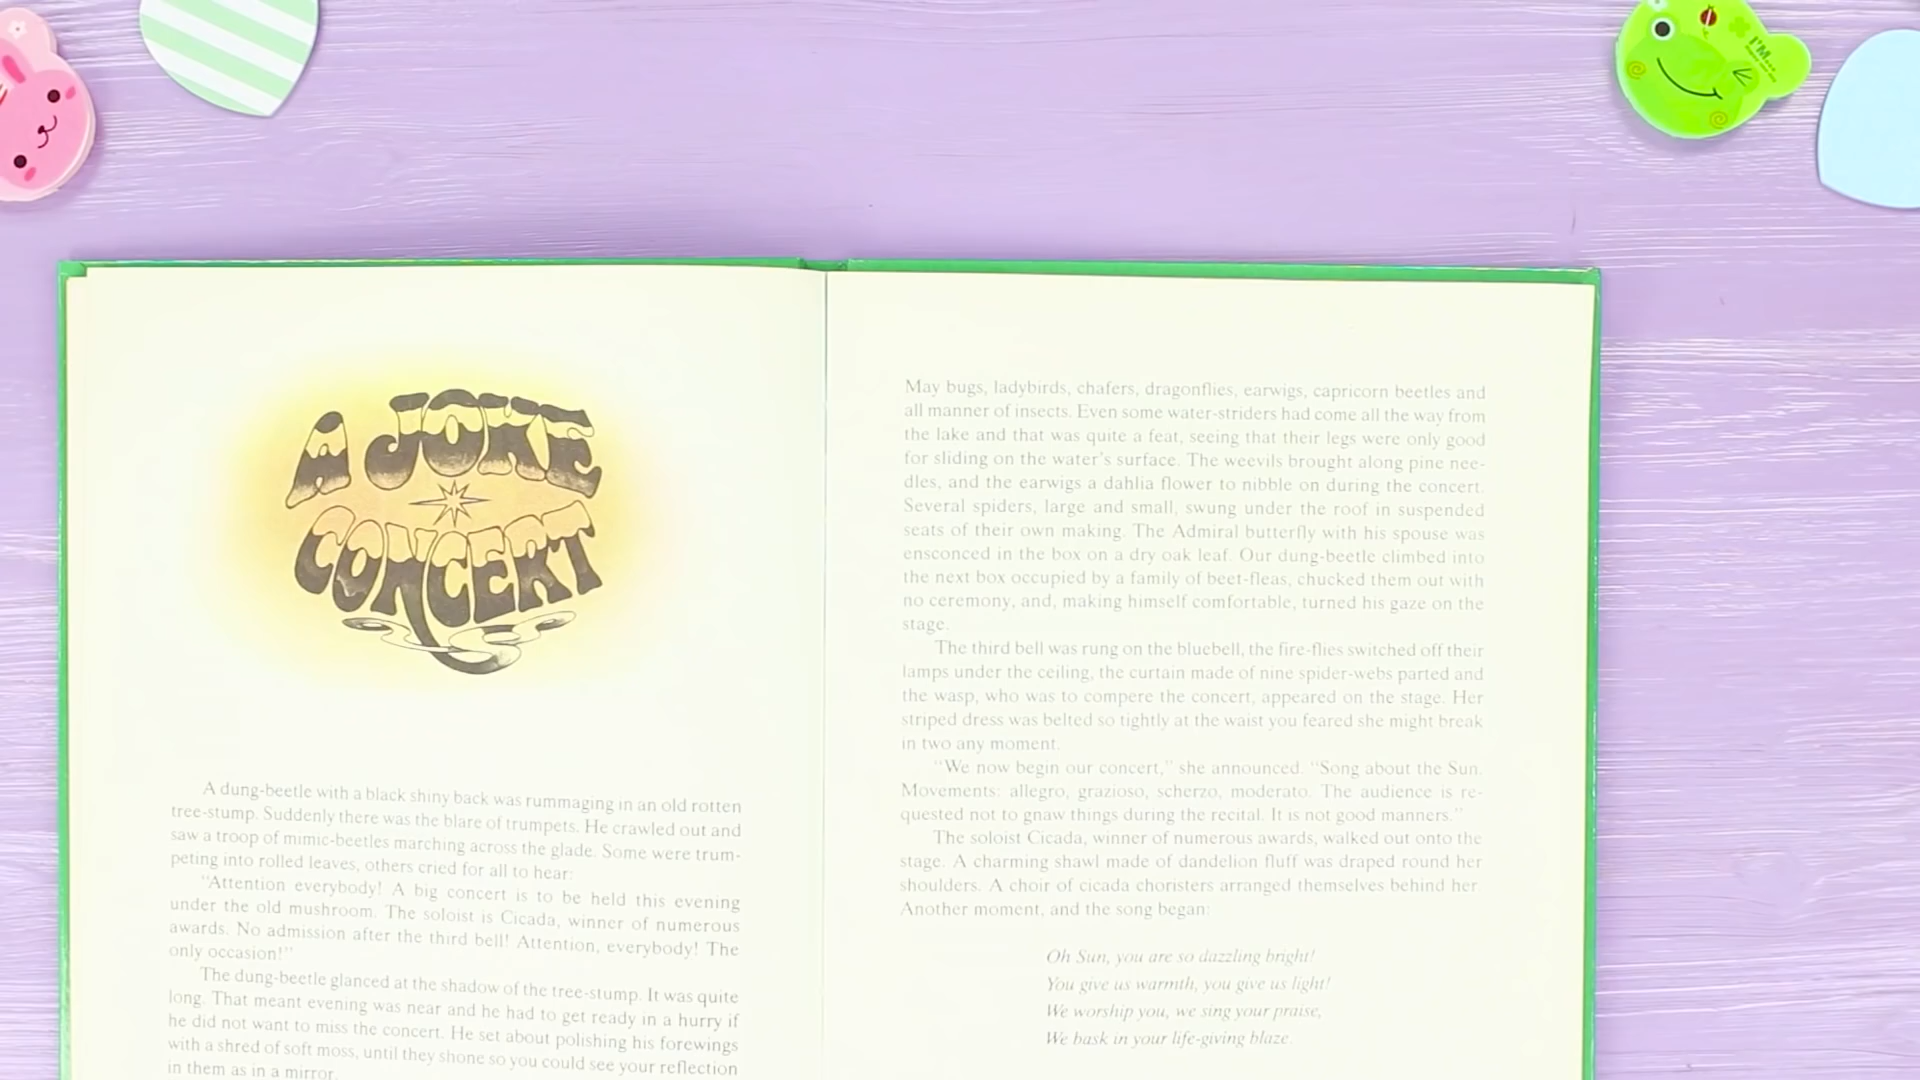 A JOKE
CONCERT
A dung-beetle with a black shiny back was rummaging in an old rotten
tree-stump. Suddenly there was the blare of trumpets. He crawled out and
saw a troop of mimic-beetles marching across the glade. Some were trum-
peting into rolled leaves, others cried for all to hear:
"Attention everybody! A big concert is to be held this evening
under the old mushroom. The soloist is Cicada, winner of numerous
awards. No admission after the third bell! Attention, everybody! The
only occasion!"
The dung-beetle glanced at the shadow of the tree-stump. It was quite
long. That meant evening was near and he had to get ready in a hurry if
he did not want to miss the concert. He set about polishing his forewings
with a shred of soft moss, until they shone so you could see your reflection
in them as in a mirror.
May bugs, ladybirds, chafers, dragonflies, earwigs, capricorn beetles and
all manner of insects. Even some water-striders had come all the way from
the lake and that was quite a feat, seeing that their legs were only good
for sliding on the water's surface. The weevils brought along pine nee-
dles, and the earwigs a dahlia flower to nibble on during the concert.
Several spiders, large and small, swung under the roof in suspended
seats of their own making. The Admiral butterfly with his spouse was
ensconced in the box on a dry oak leaf. Our dung-beetle climbed into
the next box occupied by a family of beet-fleas, chucked them out with
no ceremony, and, making himself comfortable, turned his gaze on the
stage.
The third bell was rung on the bluebell, the fire-flies switched off their
lamps under the ceiling, the curtain made of nine spider-webs parted and
the wasp, who was to compere the concert, appeared on the stage. Her
striped dress was belted so tightly at the waist you feared she might break
in two any moment.
"We now begin our concert," she announced. "Song about the Sun.
Movements: allegro, grazioso, scherzo, moderato. The audience is re-
quested not to gnaw things during the recital. It is not good manners."
The soloist Cicada, winner of numerous awards, walked out onto the
stage. A charming shawl made of dandelion fluff was draped round her
shoulders. A choir of cicada choristers arranged themselves behind her
Another moment, and the song began:
Oh Sun, you are so dazzling bright!
You give us warmth, you give us light!
We worship you, we sing your praise,
We bask in your life-giving blaze.
I'M